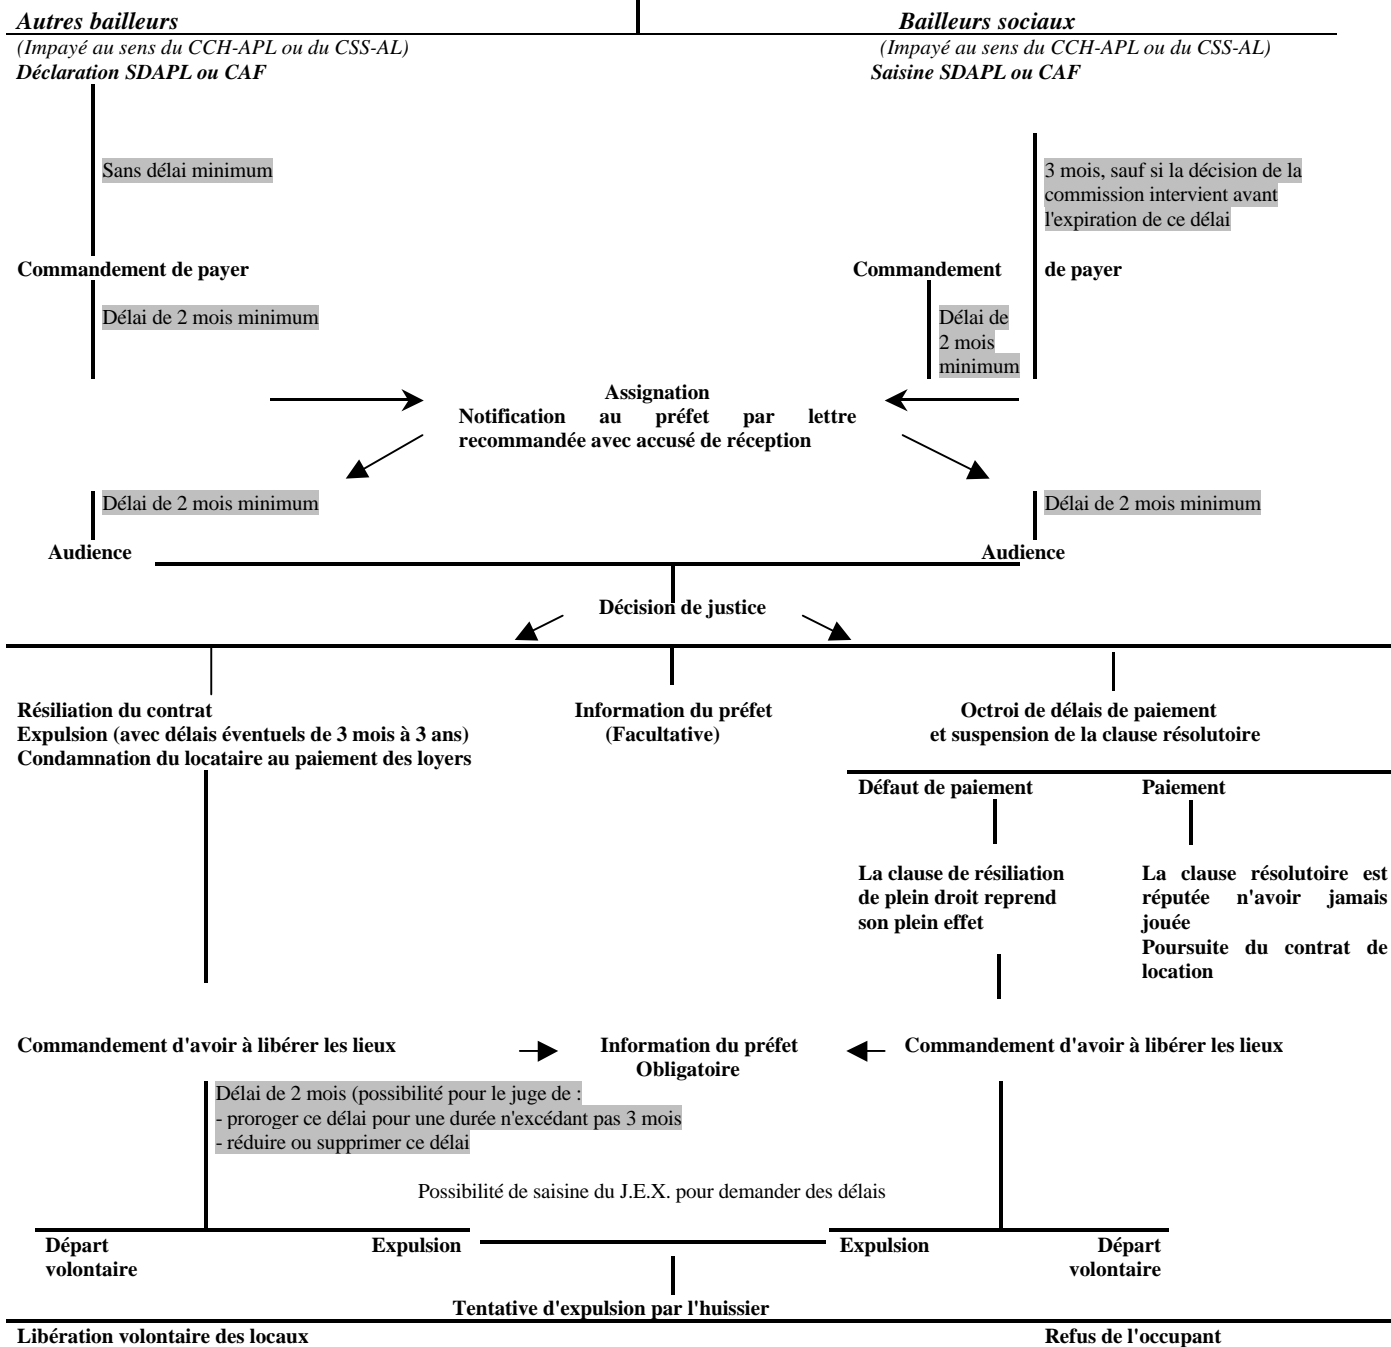 Autres bailleurs
Bailleurs sociaux
(Impayé au sens du CCH-APL ou du CSS-AL)
(Impayé au sens du CCH-APL ou du CSS-AL)
Déclaration SDAPL ou CAF
Saisine SDAPL ou CAF
Sans délai minimum
3 mois, sauf si la décision de la
commission intervient avant
l'expiration de ce délai
Commandement de payer
Commandement de payer
Délai de 2 mois minimum
Délai de
2 mois
minimum
Assignation
Notification au préfet par lettre
recommandée avec accusé de réception
Délai de 2 mois minimum
Délai de 2 mois minimum
Audience
Audience
Décision de justice
Résiliation du contrat
Expulsion (avec délais éventuels de 3 mois à 3 ans)
Condamnation du locataire au paiement des loyers
Information du préfet
(Facultative)
Octroi de délais de paiement
et suspension de la clause résolutoire
Défaut de paiement
Paiement
La clause de résiliation
de plein droit reprend
son plein effet
La clause résolutoire est
réputée n'avoir jamais
jouée
Poursuite du contrat de
location
Commandement d'avoir à libérer les lieux
Information du préfet
Obligatoire
Commandement d'avoir à libérer les lieux
Délai de 2 mois (possibilité pour le juge de :
- proroger ce délai pour une durée n'excédant pas 3 mois
- réduire ou supprimer ce délai
Possibilité de saisine du J.E.X. pour demander des délais
Départ
volontaire
Expulsion
Expulsion
Départ
volontaire
Tentative d'expulsion par l'huissier
Libération volontaire des locaux
Refus de l'occupant